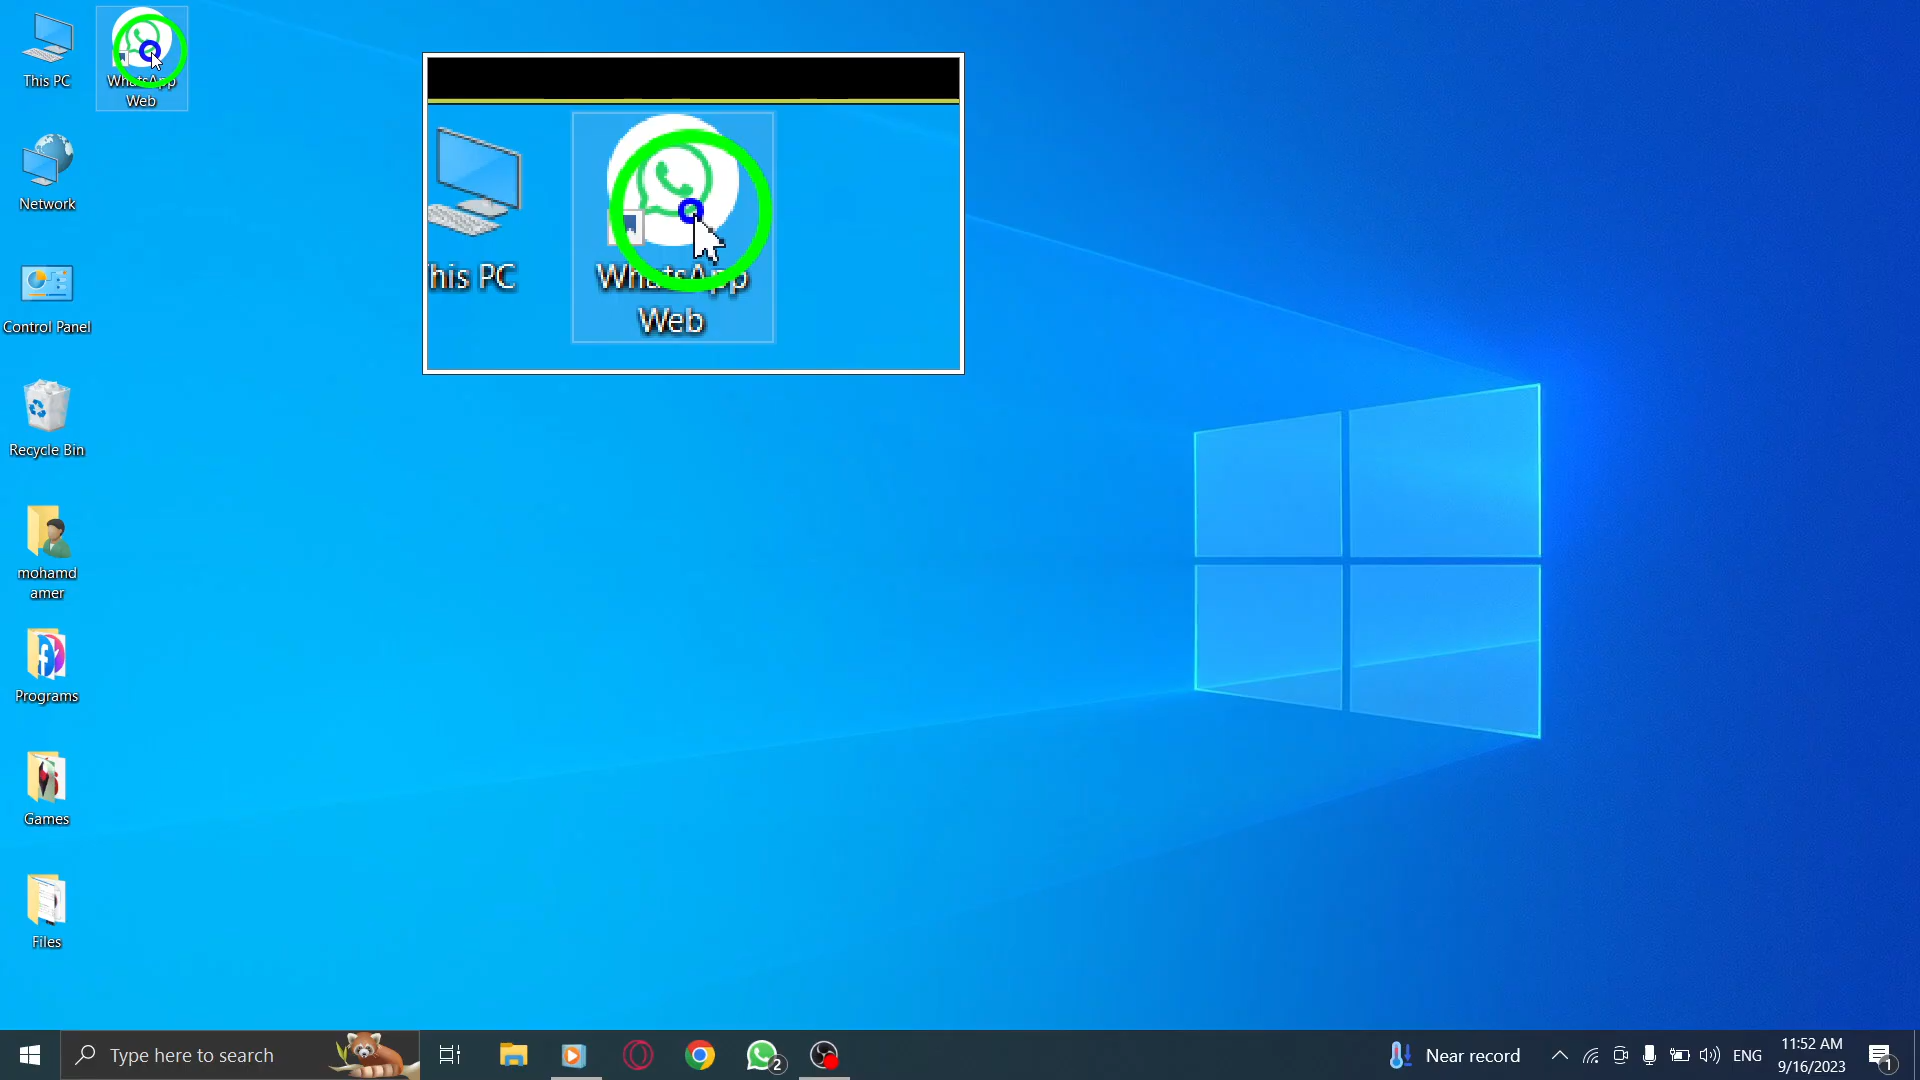 This PC
WhatsApp
Web
Network
Control Panel
Recycle Bin
mohamd
amer
Programs
Games
Files
his PC
WhatsApp
Web
Type here to search
2
Near record
ENG
11:52 AM
9/16/2023
1